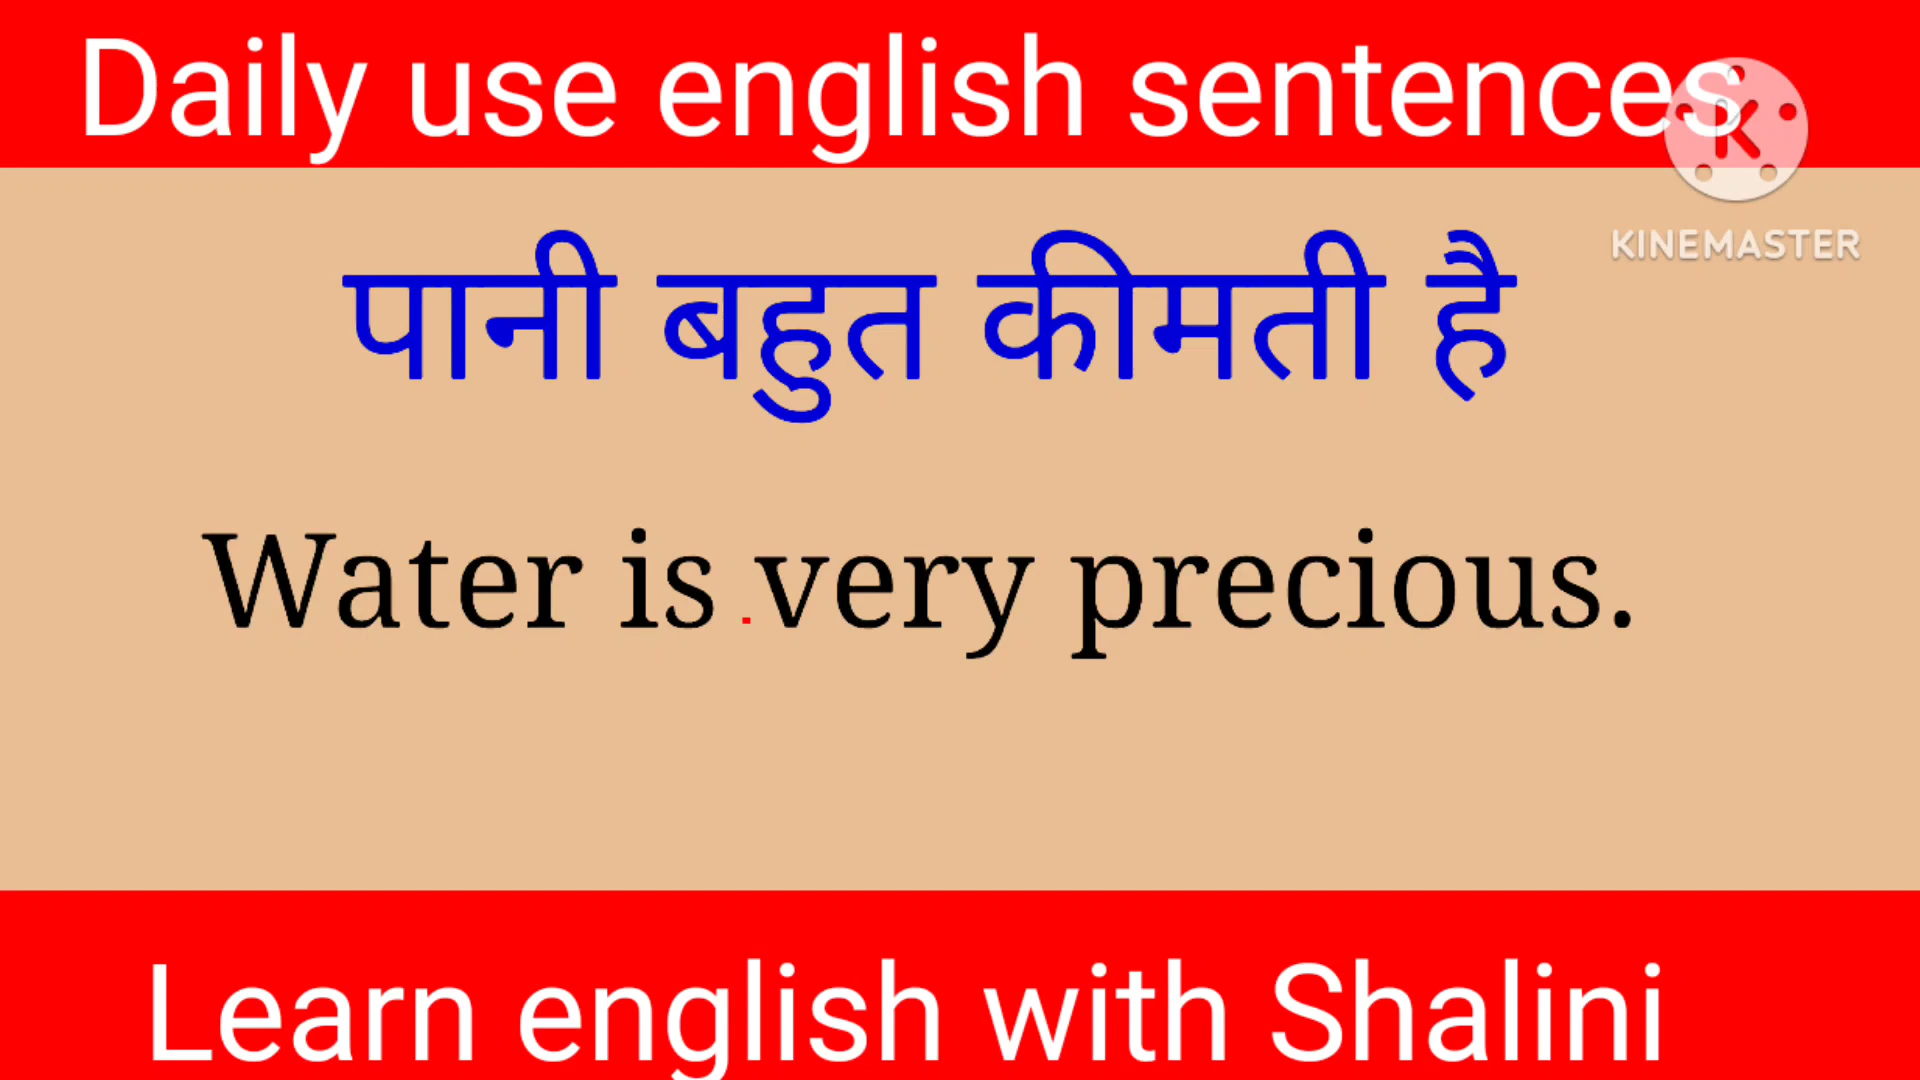 Daily use english sentences
KINEMASTER
पानी बहुत कीमती है
Water is very precious.
Learn english with Shalini